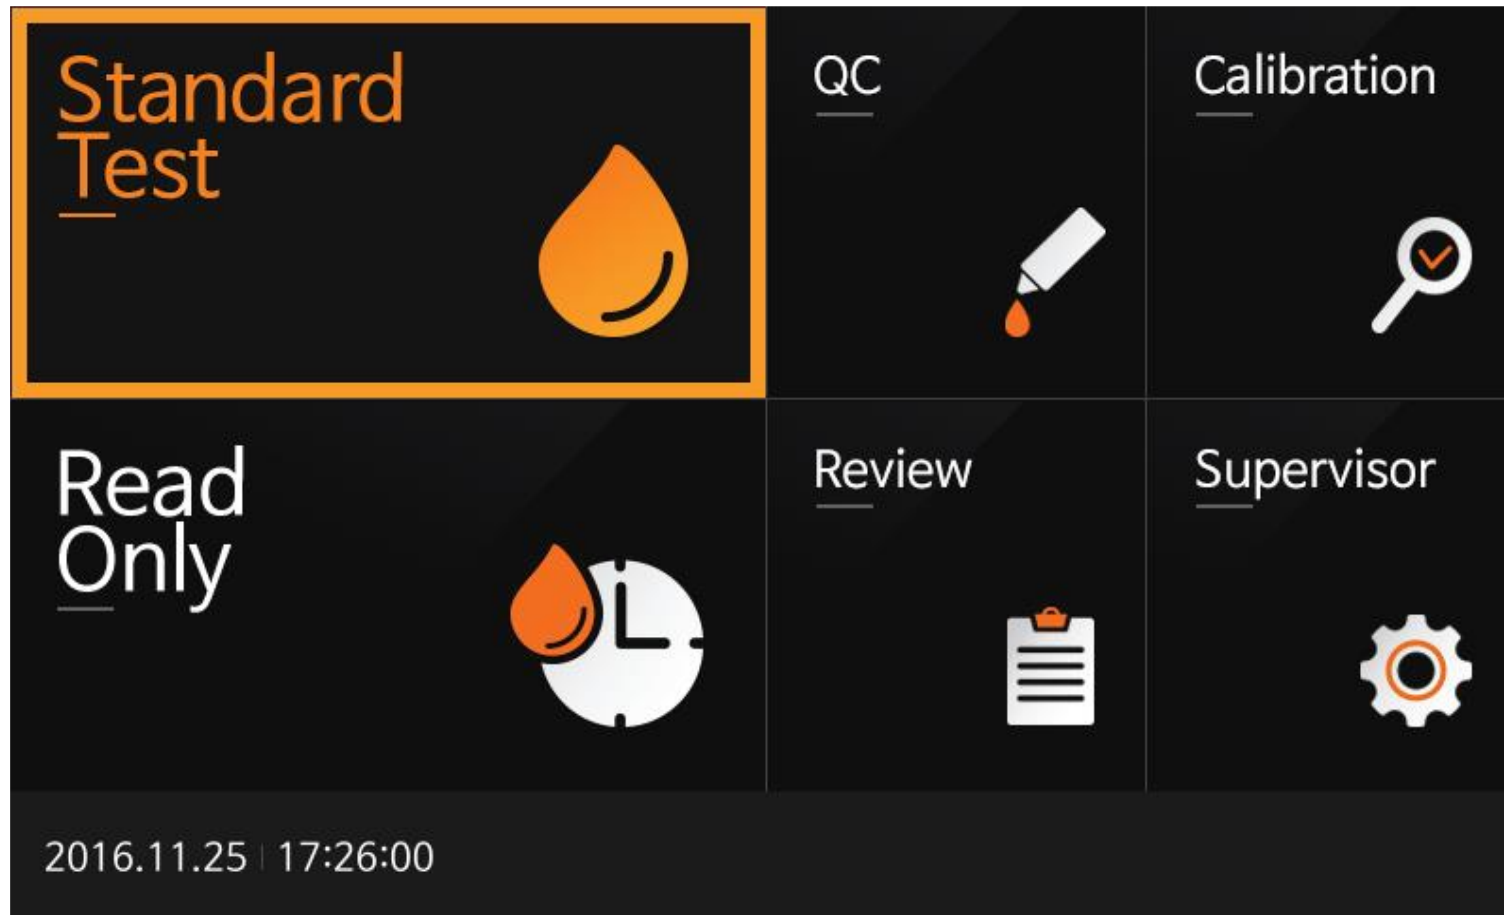 Standard
Test
QC
Calibration
Read
Only
Review
Supervisor
2016.11.25 | 17:26:00